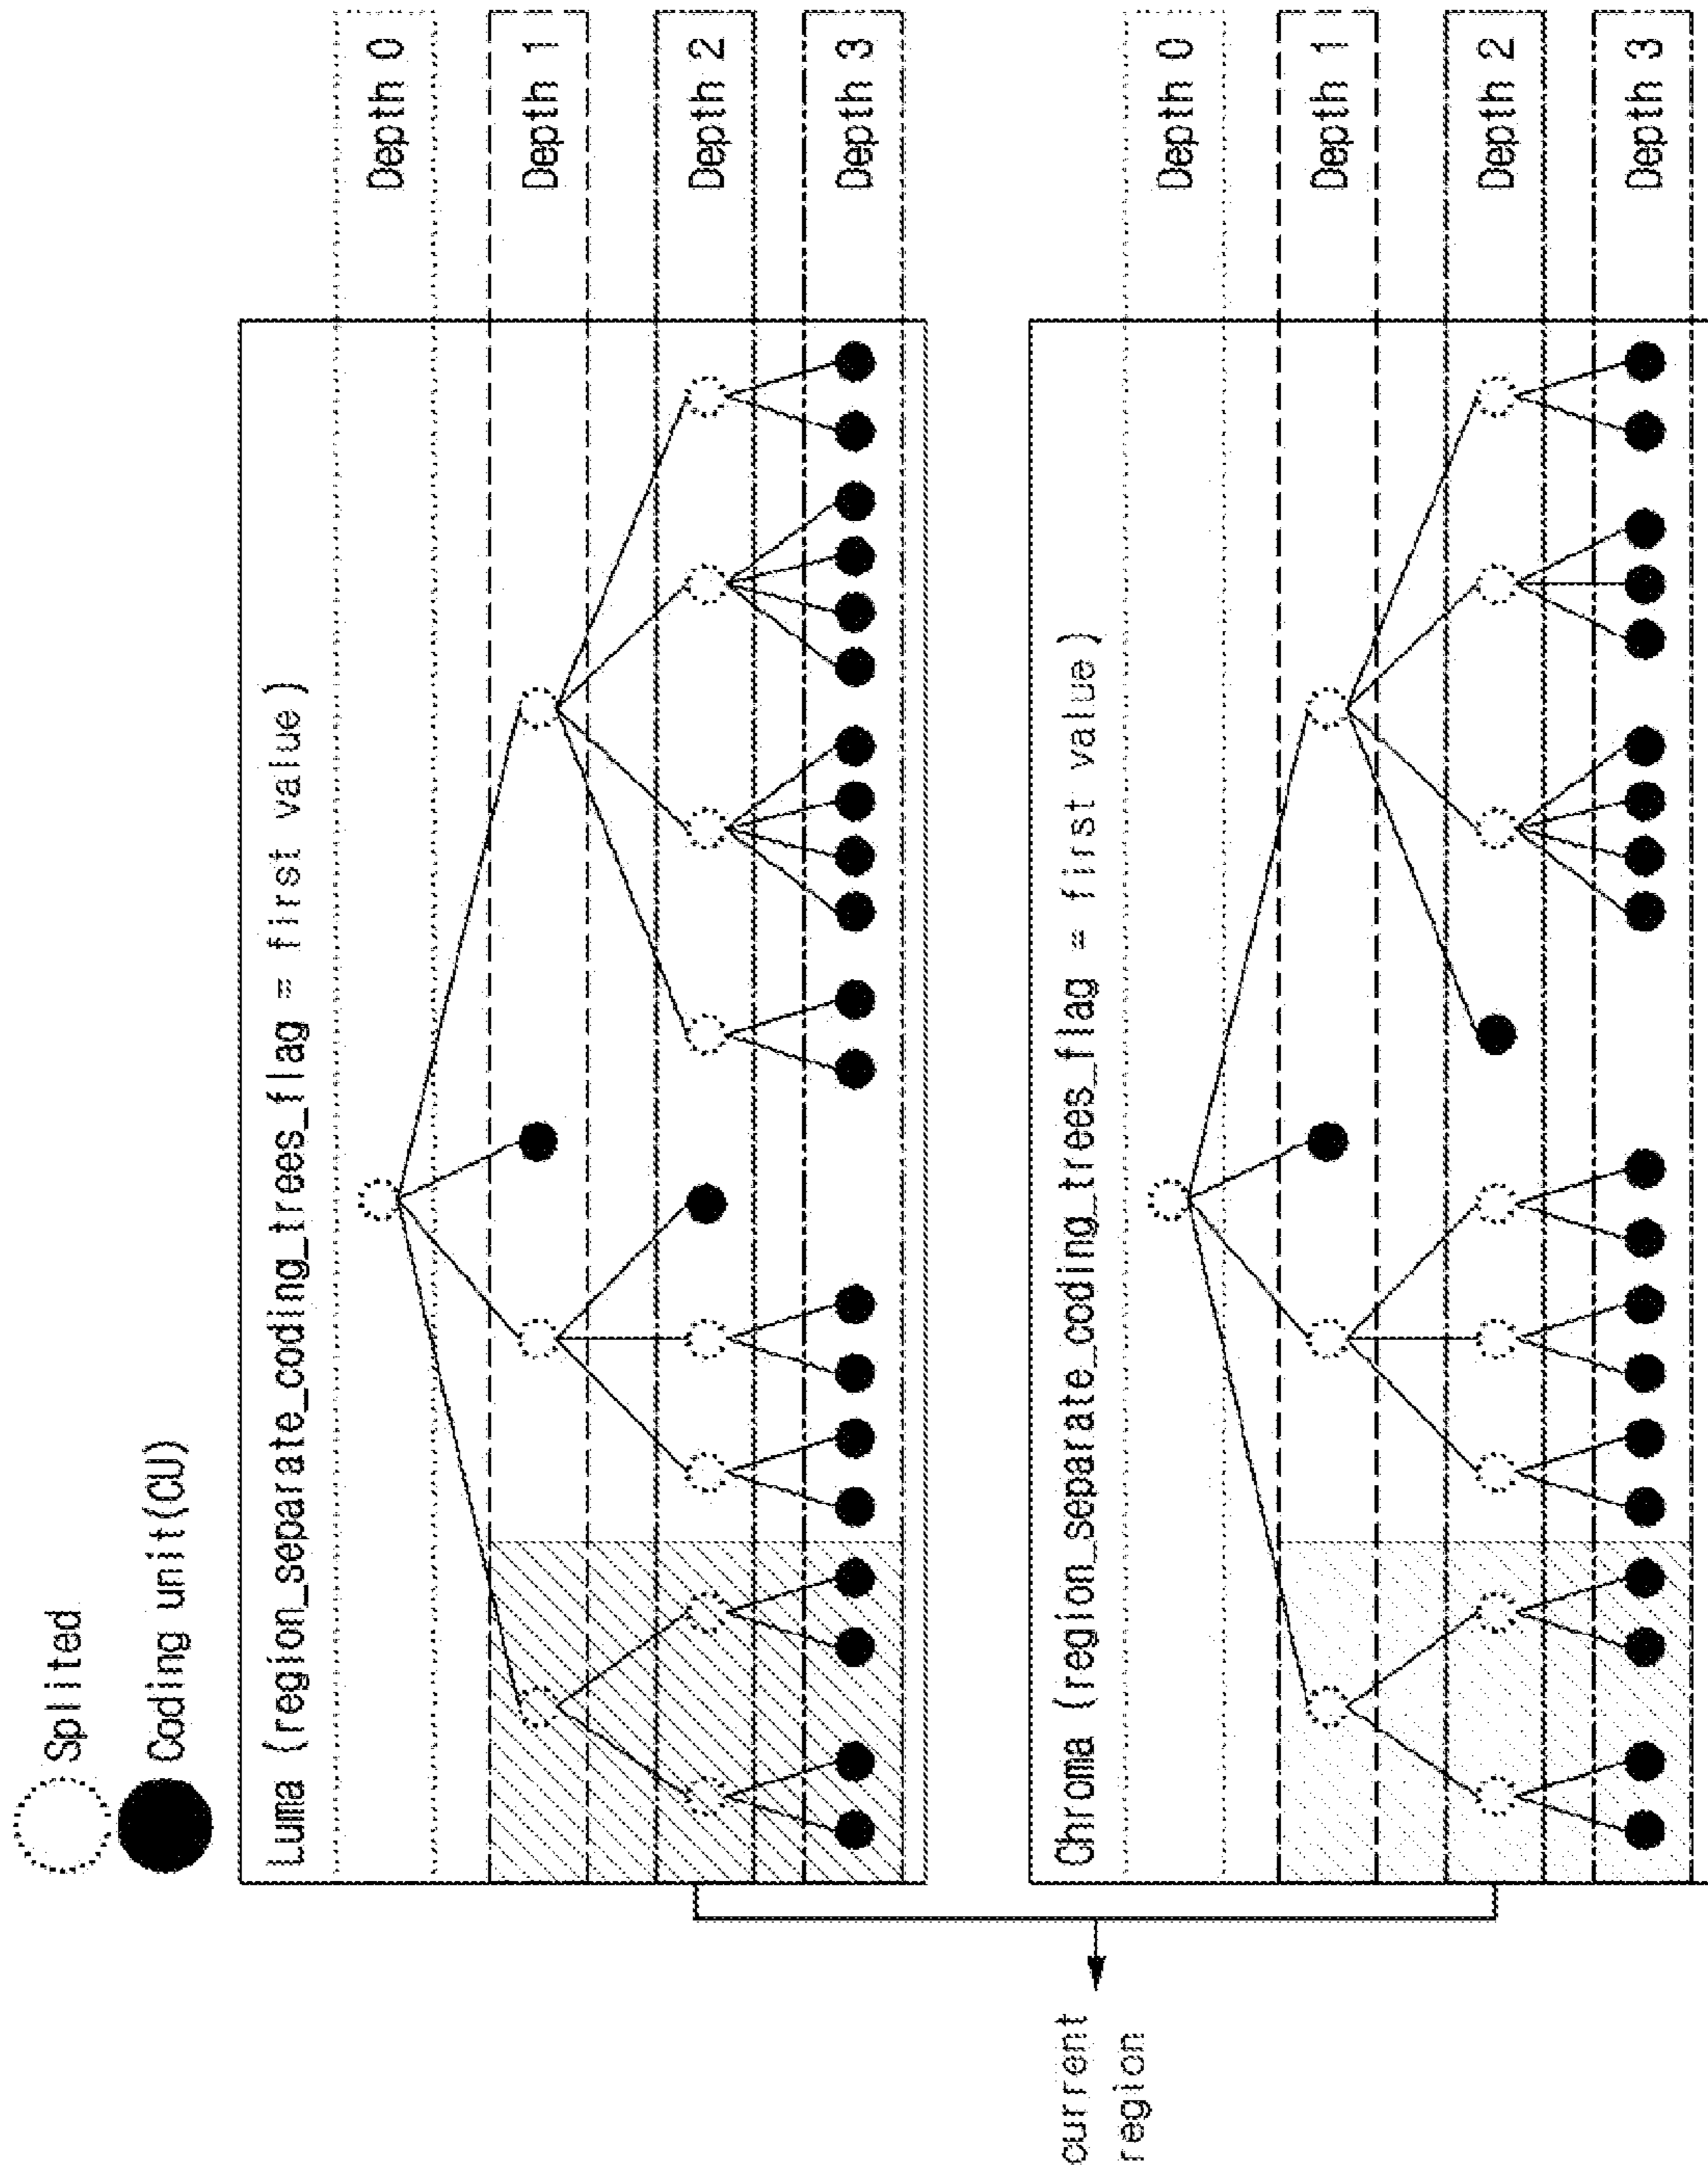 Splited
Coding unit(CU)
Luma (region_separate_coding_trees_flag = first value)
Depth 0
Depth 1
Depth 2
Depth 3
current
region
Chroma (region_separate_coding_trees_flag = first value)
Depth 0
Depth 1
Depth 2
Depth 3